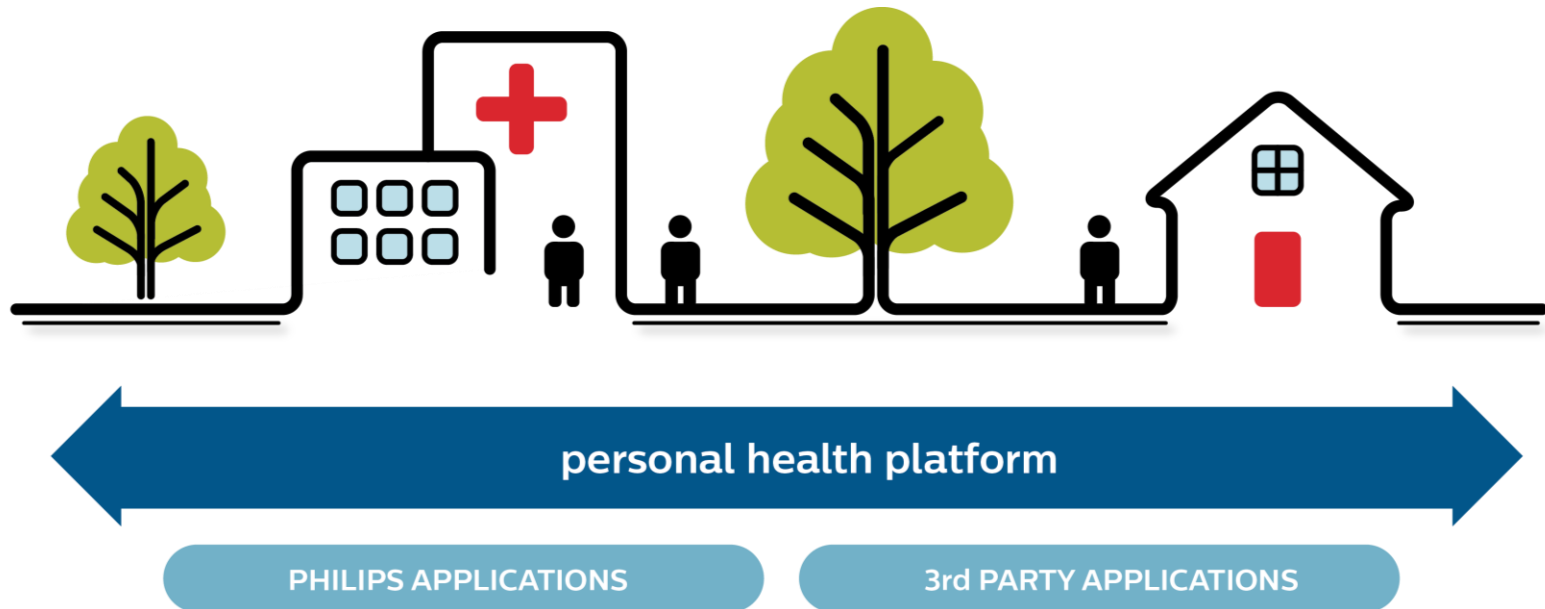 personal health platform
PHILIPS APPLICATIONS
3rd PARTY APPLICATIONS